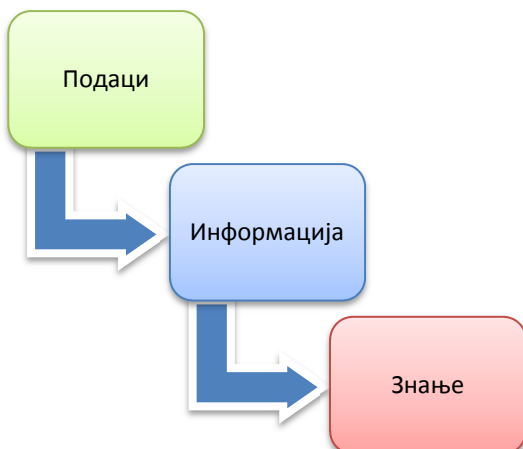 Подаци
Информација
Знање